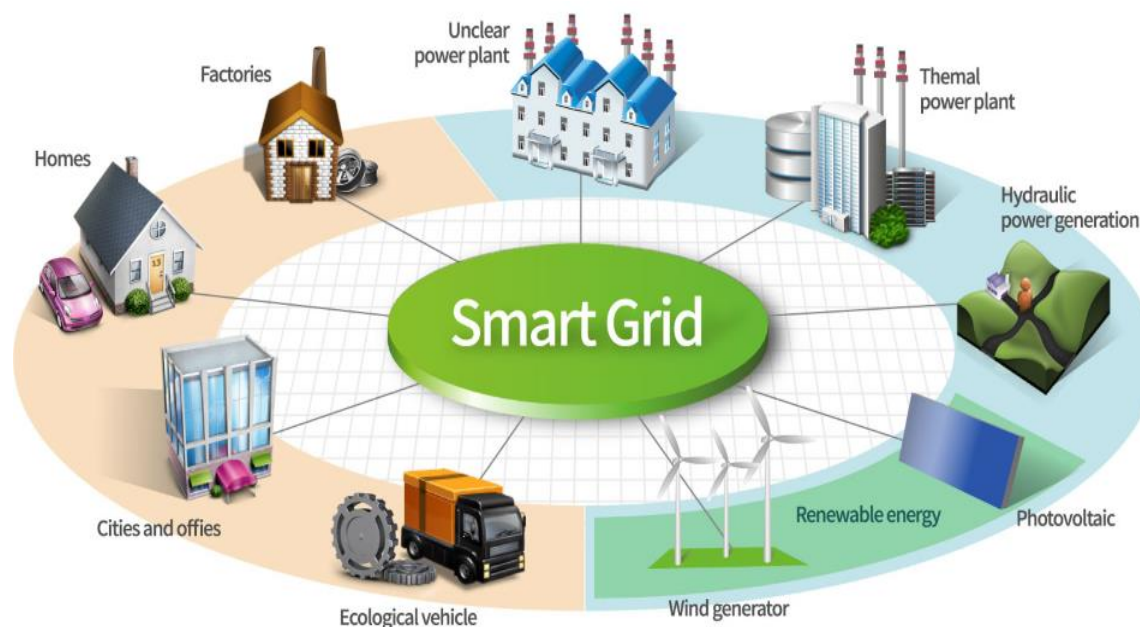 Unclear
power plant
Factories
Themal
power plant
Homes
Hydraulic
power generation
Smart Grid
13
Renewable energy
Photovoltaic
Cities and offies
Wind generator
Ecological vehicle